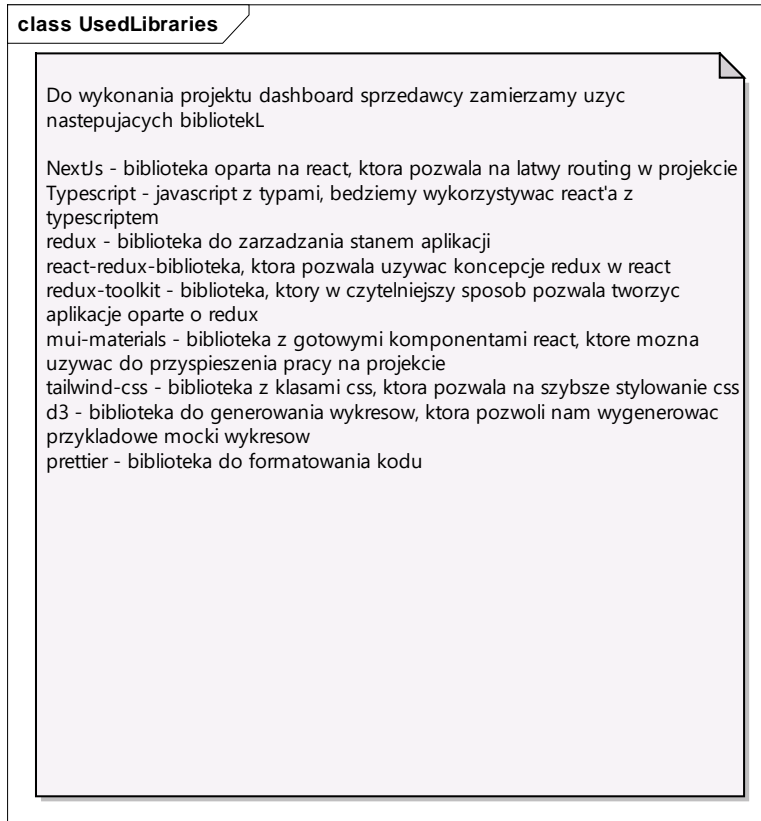 class UsedLibraries
Do wykonania projektu dashboard sprzedawcy zamierzamy uzyc
nastepujacych bibliotekL
NextJs - biblioteka oparta na react, ktora pozwala na latwy routing w projekcie
Typescript - javascript z typami, bedziemy wykorzystywac react'a z
typescriptem
redux - biblioteka do zarzadzania stanem aplikacji
react-redux-biblioteka, ktora pozwala uzywac koncepcje redux w react
redux-toolkit - biblioteka, ktory w czytelniejszy sposob pozwala tworzyc
aplikacje oparte o redux
mui-materials - biblioteka z gotowymi komponentami react, ktore mozna
uzywac do przyspieszenia pracy na projekcie
tailwind-css - biblioteka z klasami css, ktora pozwala na szybsze stylowanie css
d3 - biblioteka do generowania wykresow, ktora pozwoli nam wygenerowac
przykladowe mocki wykresow
prettier - biblioteka do formatowania kodu